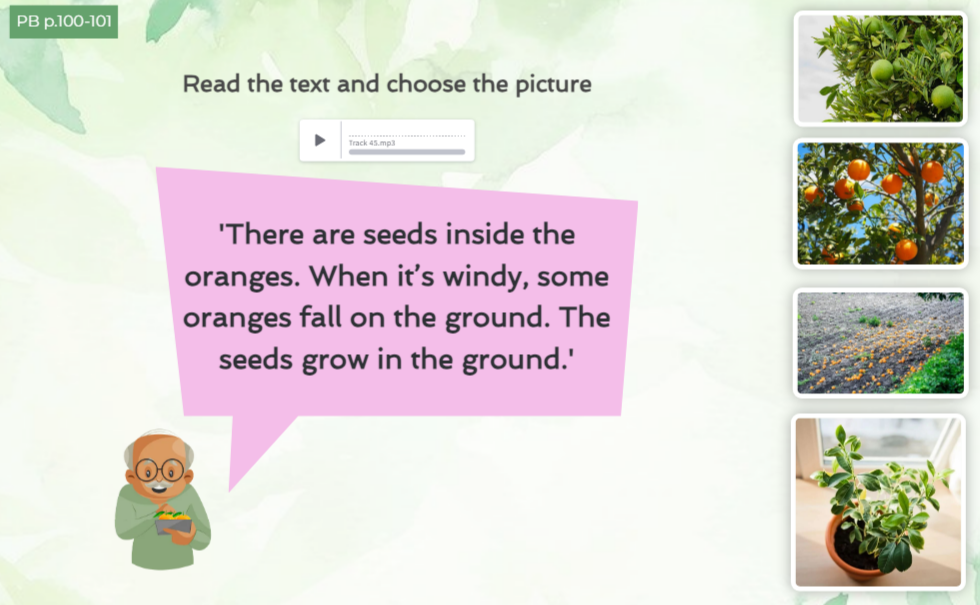 PB p.100-101
Read the text and choose the picture
Track 45.mp3
'There are seeds inside the
oranges. When it’s windy, some
oranges fall on the ground. The
seeds grow in the ground.'